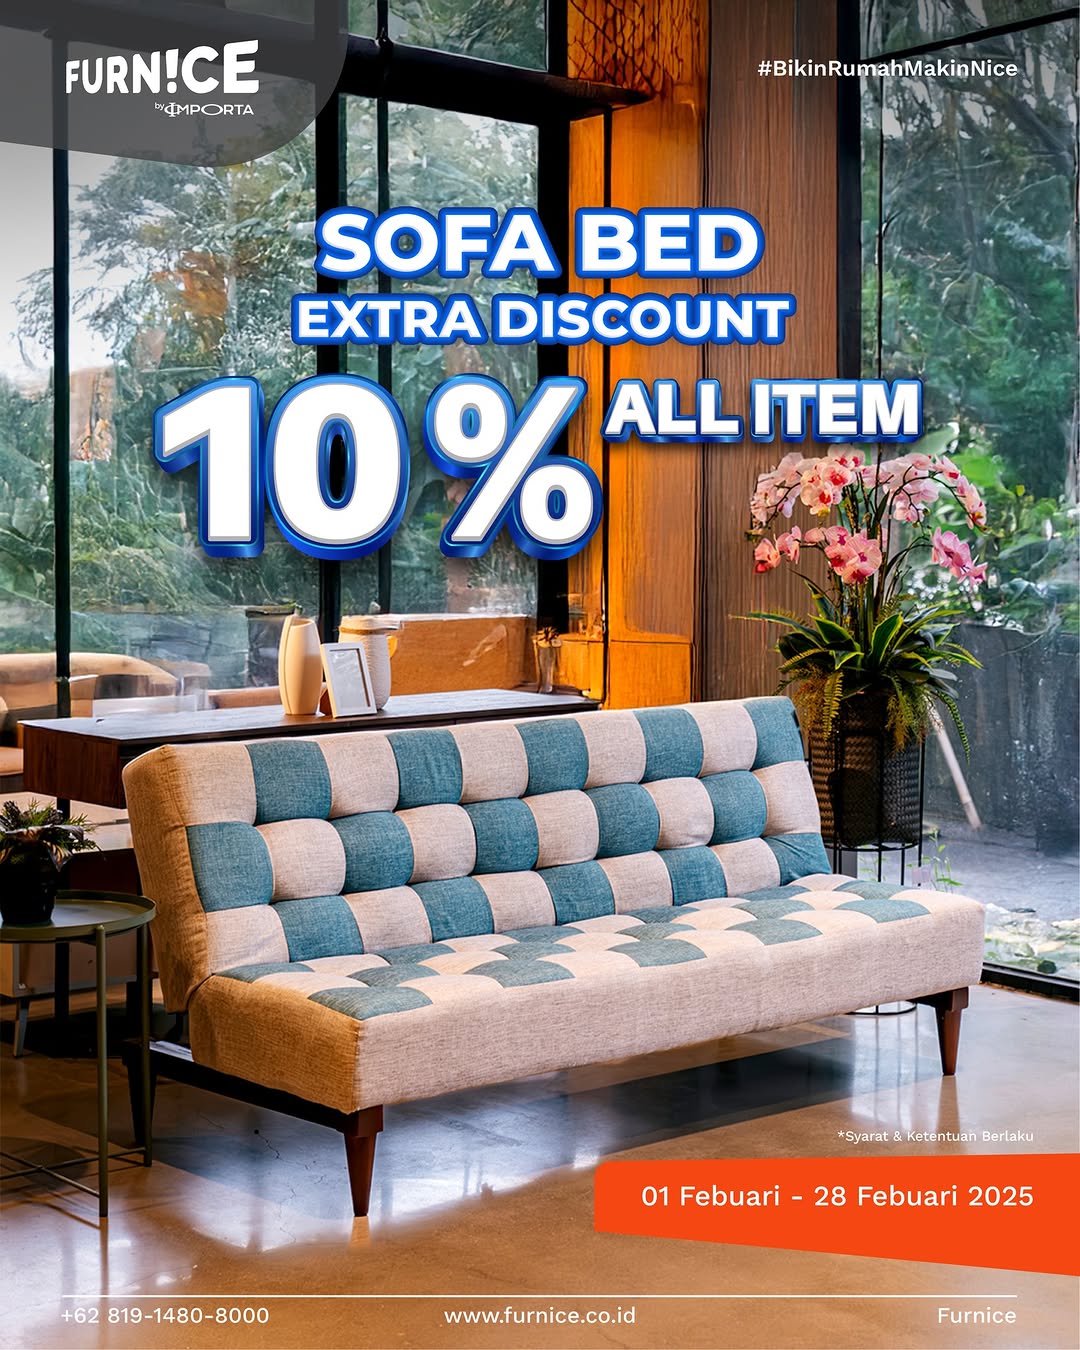 FURN!CE
by IMPORTA
#BikinRumahMakinNice
SOFA BED
EXTRA DISCOUNT
10% ALL ITEM
*Syarat & Ketentuan Berlaku
01 Febuari - 28 Febuari 2025
+62 819-1480-8000
www.furnice.co.id
Furnice